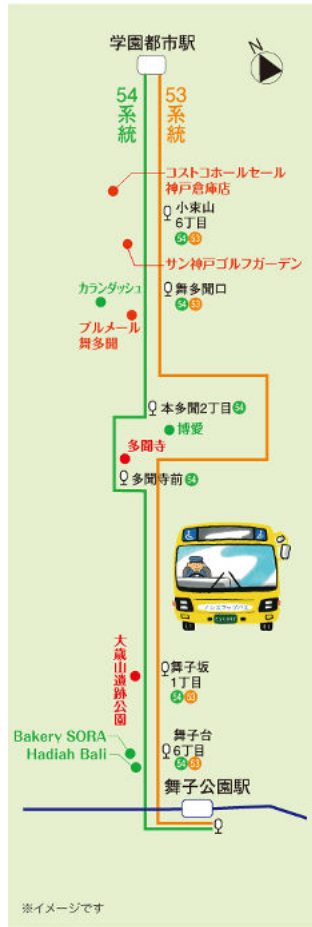 学園都市駅
N
54系統
53系統
コストコホールセール
神戸倉庫店
小束山
6丁目
54 53
サン神戸ゴルフガーデン
カランダッシュ
舞多聞口
54 53
ブルメール
舞多聞
本多聞2丁目 54
博愛
多聞寺
多聞寺前 54
大蔵山遺跡公園
舞子坂
1丁目
54 53
舞子台
6丁目
54 53
Bakery SORA
Hadiah Bali
舞子公園駅
※イメージです